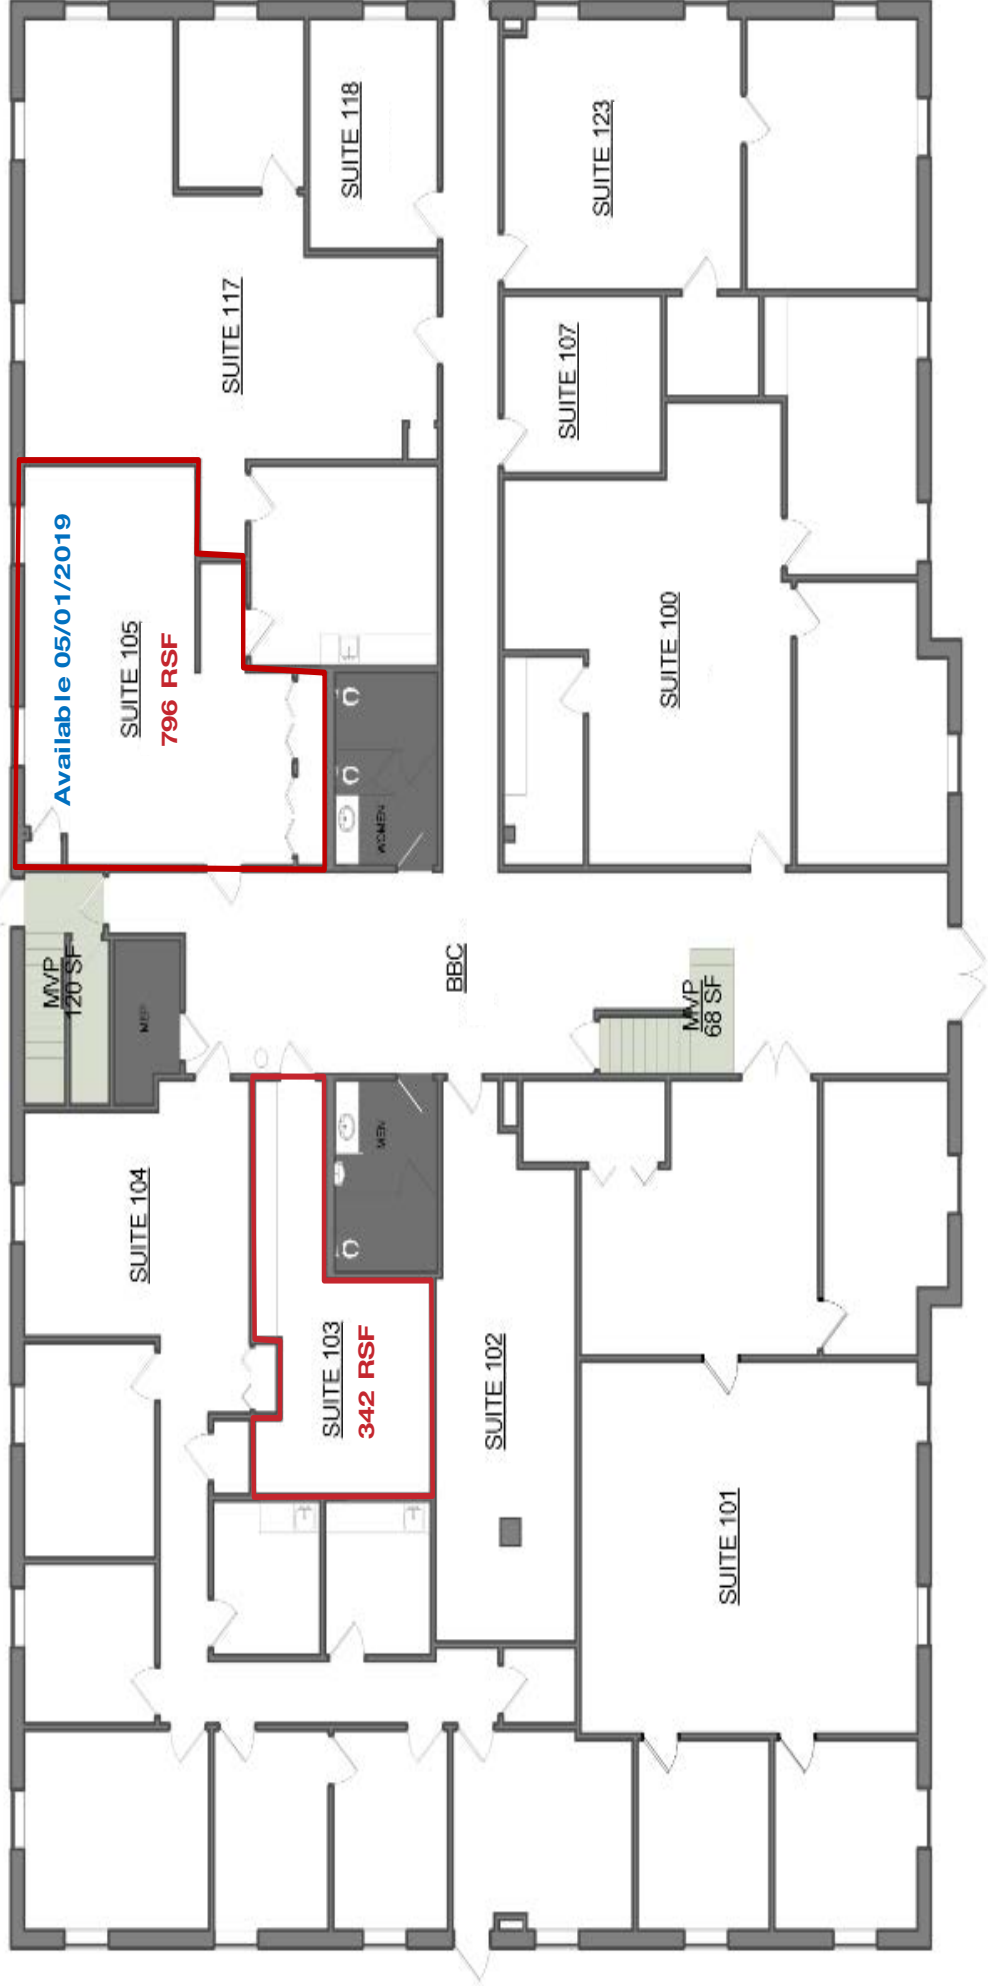 SUITE 118
SUITE 123
SUITE 117
SUITE 107
Available 05/01/2019
SUITE 105
796 RSF
SUITE 100
WOMEN
MVP
120 SF
MEP
BBC
MVP
68 SF
MEN
SUITE 104
SUITE 103
342 RSF
SUITE 102
SUITE 101